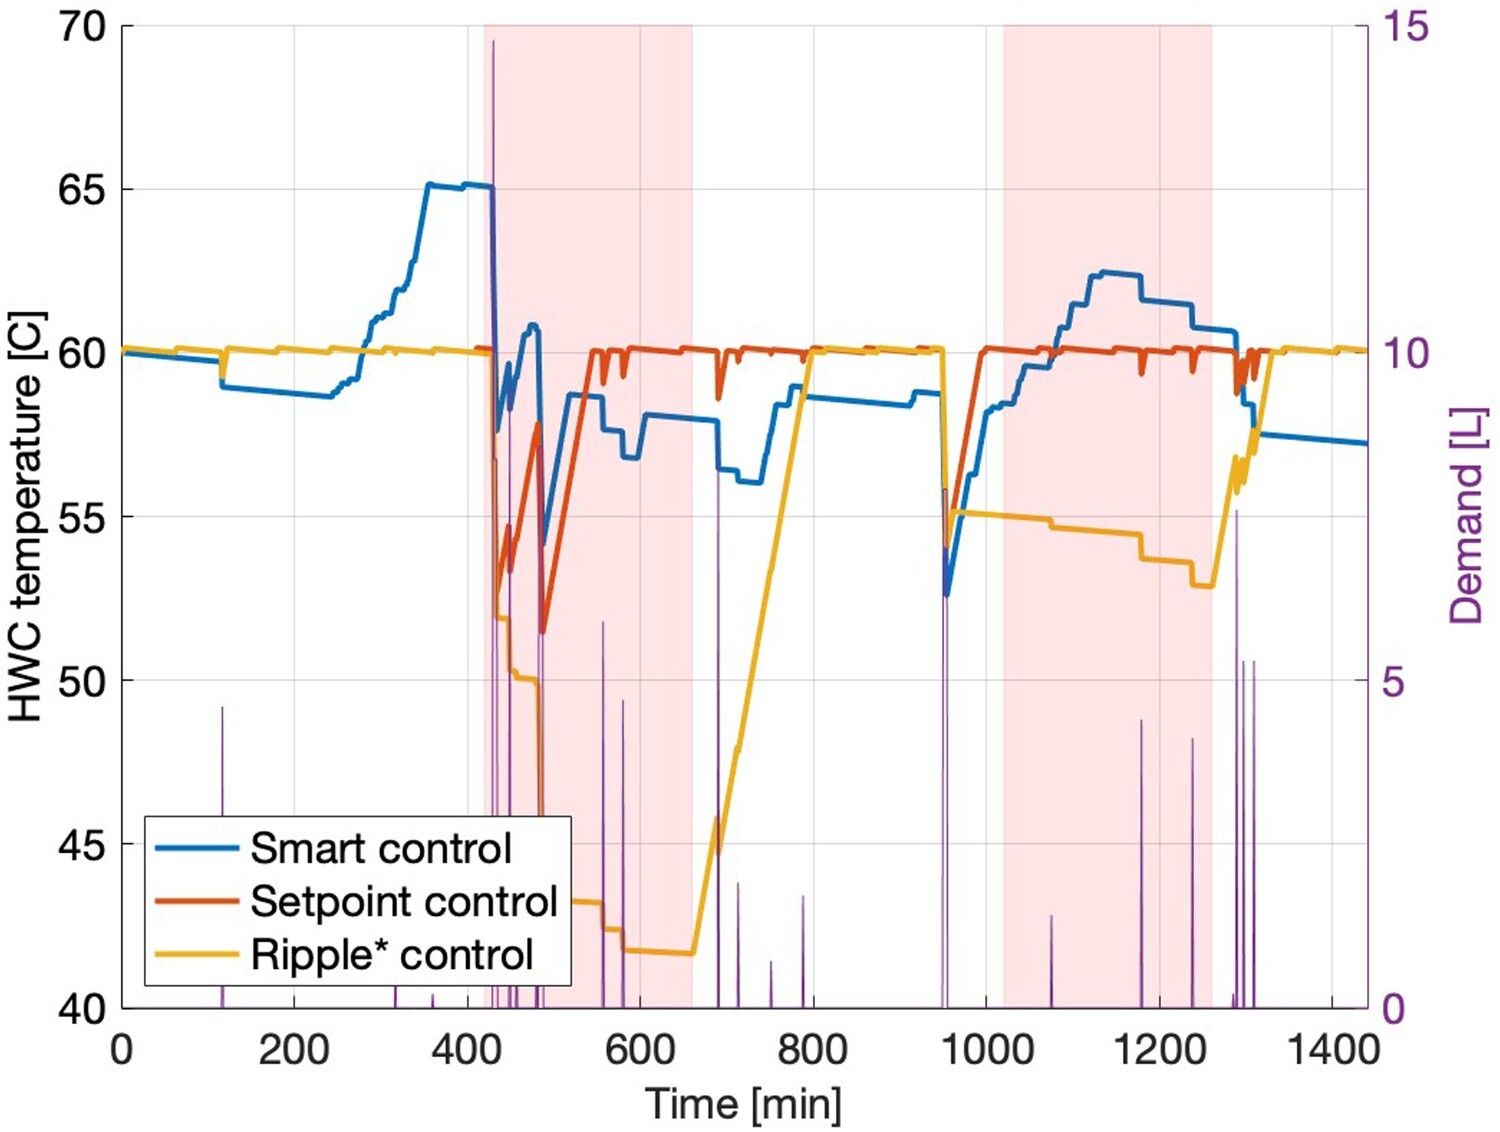 70
65
60
55
50
45
40
HWC temperature [C]
15
10
5
0
Demand [L]
Smart control
Setpoint control
Ripple* control
0 200 400 600 800 1000 1200 1400
Time [min]